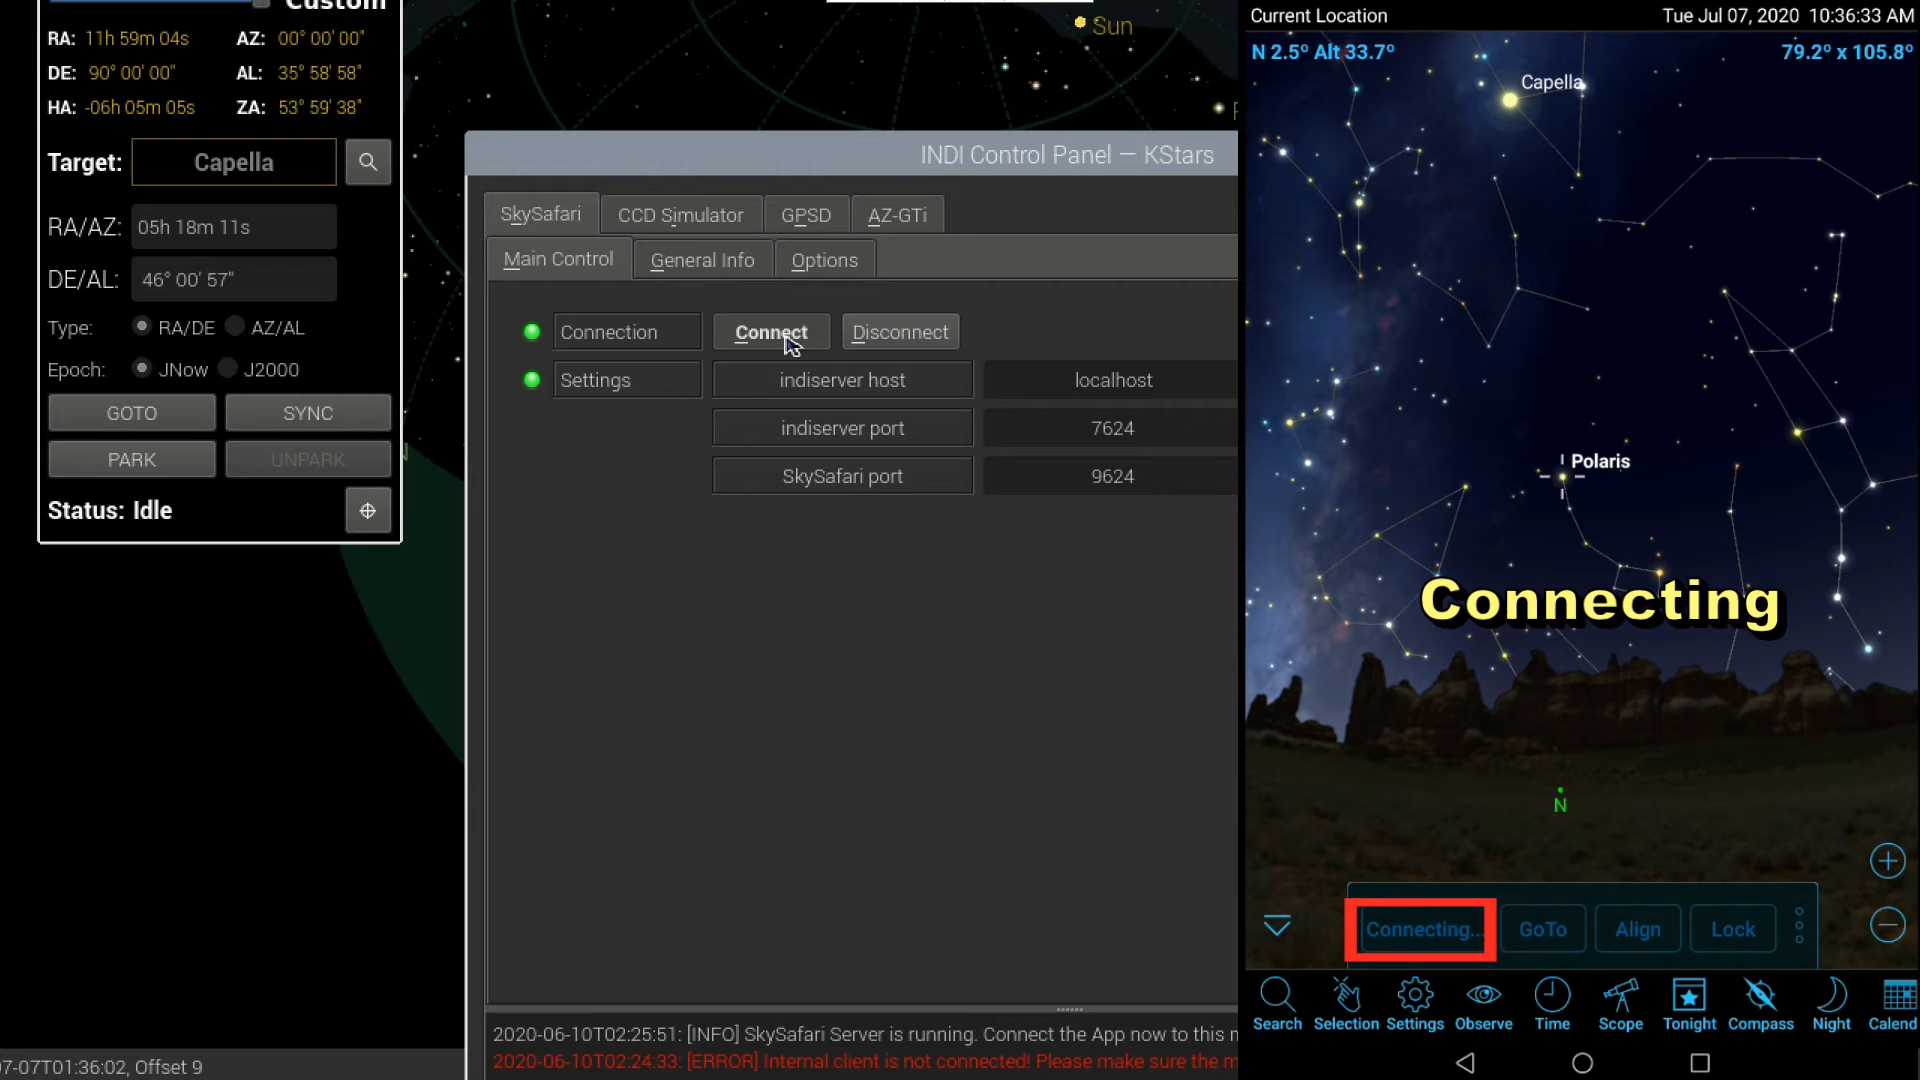 Custom
RA: 11h 59m 04s AZ: 00° 00' 00"
DE: 90° 00' 00" AL: 35° 58' 58"
HA: -06h 05m 05s ZA: 53° 59' 38"
Target: Capella
RA/AZ: 05h 18m 11s
DE/AL: 46° 00' 57"
Type: RA/DE AZ/AL
Epoch: JNow J2000
GOTO SYNC
PARK UNPARK
Status: Idle
Sun
INDI Control Panel — KStars
SkySafari CCD Simulator GPSD AZ-GTi
Main Control General Info Options
Connection Connect Disconnect
Settings indiserver host localhost
indiserver port 7624
SkySafari port 9624
2020-06-10T02:25:51: [INFO] SkySafari Server is running. Connect the App now to this
2020-06-10T02:24:33: [ERROR] Internal client is not connected! Please make sure the
7-07T01:36:02, Offset 9
Current Location Tue Jul 07, 2020 10:36:33 AM
N 2.5° Alt 33.7° 79.2° x 105.8°
Capella
Polaris
Connecting
N
Connecting... GoTo Align Lock
Search Selection Settings Observe Time Scope Tonight Compass Night Calend